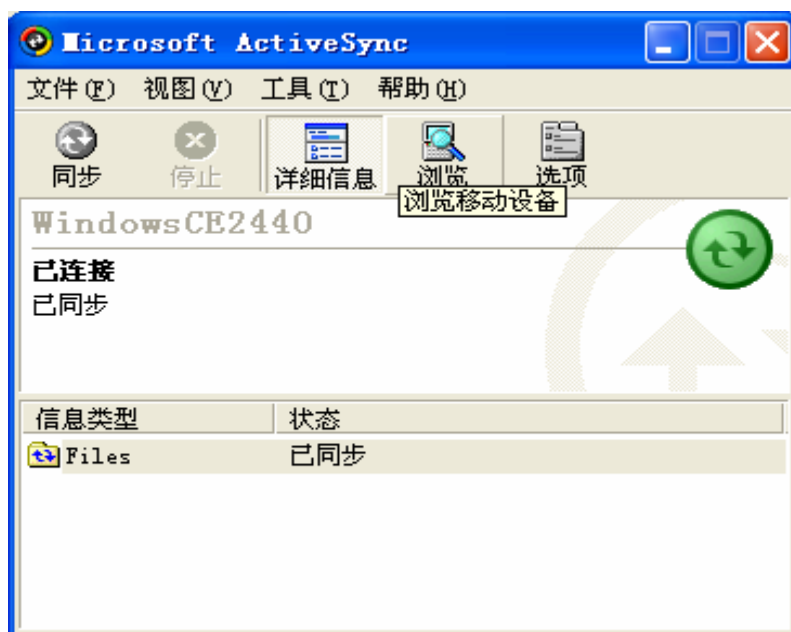 Microsoft ActiveSync
文件(F) 视图(V) 工具(T) 帮助(H)
同步 停止 详细信息 浏览 选项
浏览移动设备
WindowsCE2440
已连接
已同步
信息类型 状态
Files 已同步